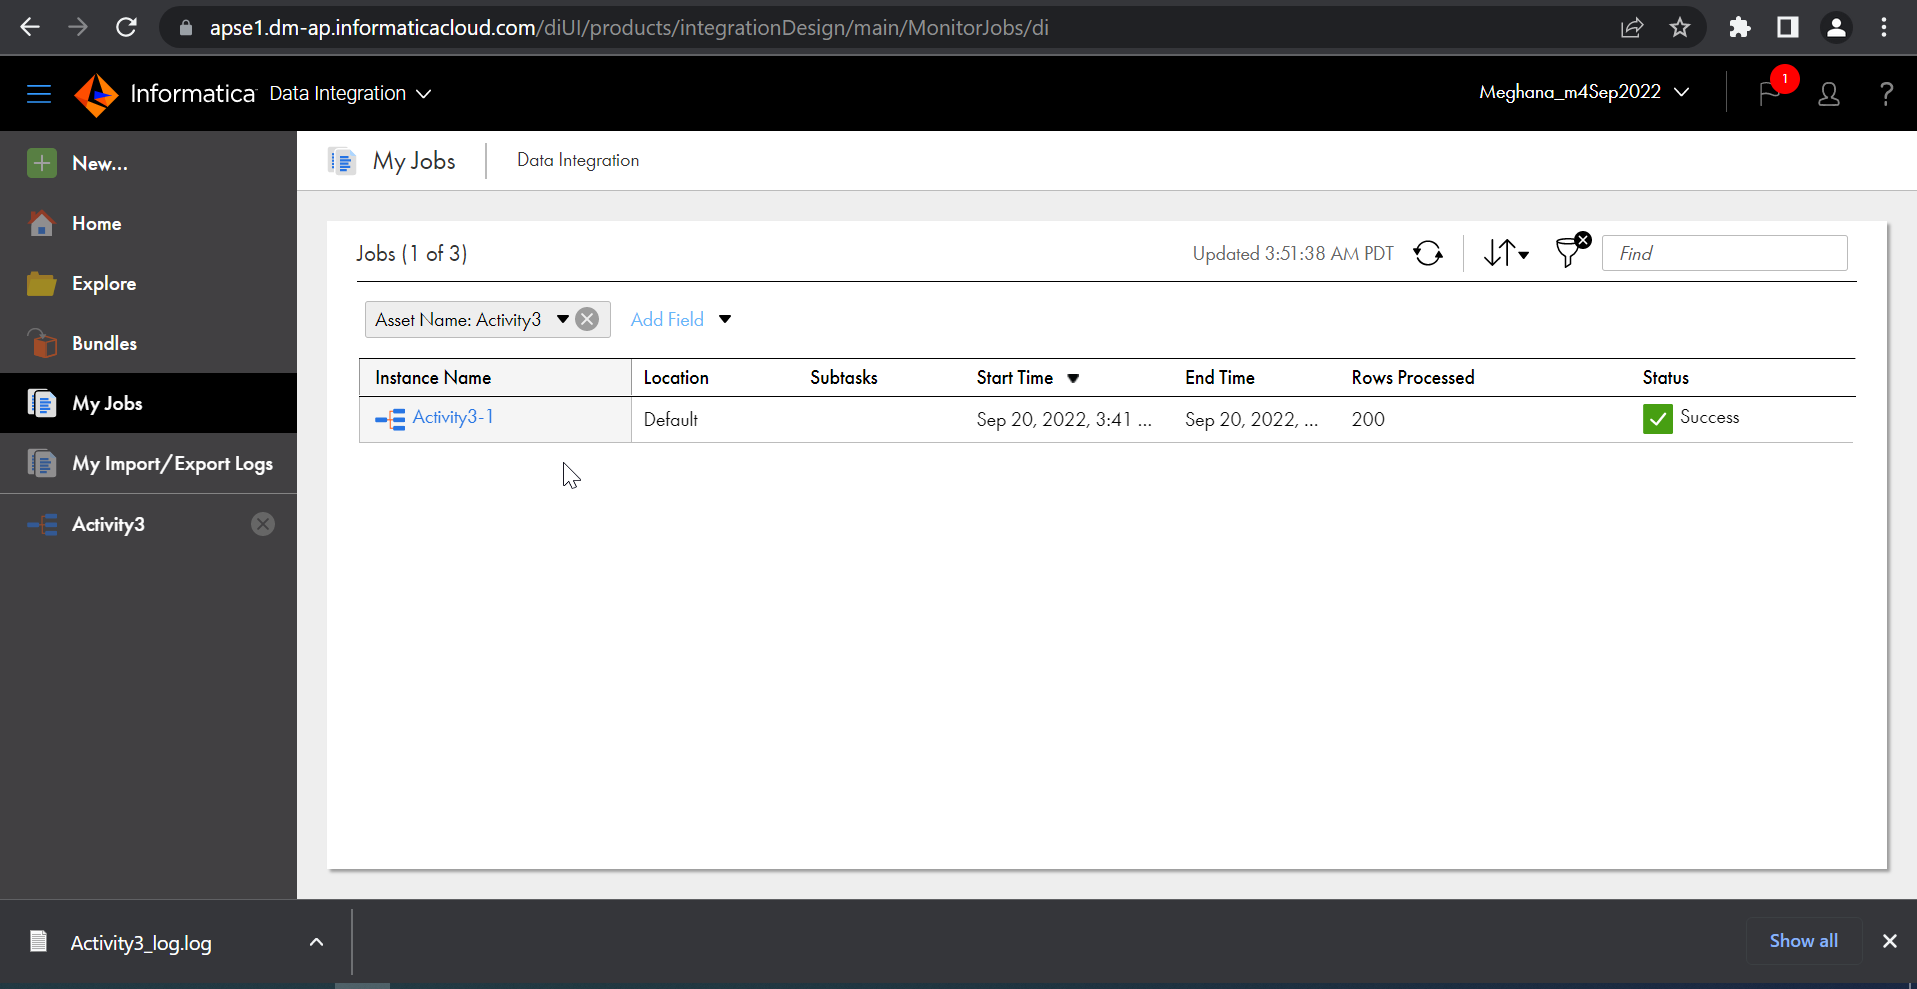 apse1.dm-ap.informaticacloud.com/diUI/products/integrationDesign/main/MonitorJobs/di
Informatica Data Integration
Meghana_m4Sep2022
1
?
New...
Home
Explore
Bundles
My Jobs
My Import/Export Logs
Activity3
My Jobs
Data Integration
Jobs (1 of 3)
Updated 3:51:38 AM PDT
Find
Asset Name: Activity3
Add Field
Instance Name Location Subtasks Start Time End Time Rows Processed Status
Activity3-1 Default Sep 20, 2022, 3:41 ... Sep 20, 2022, ... 200 Success
Activity3_log.log
Show all